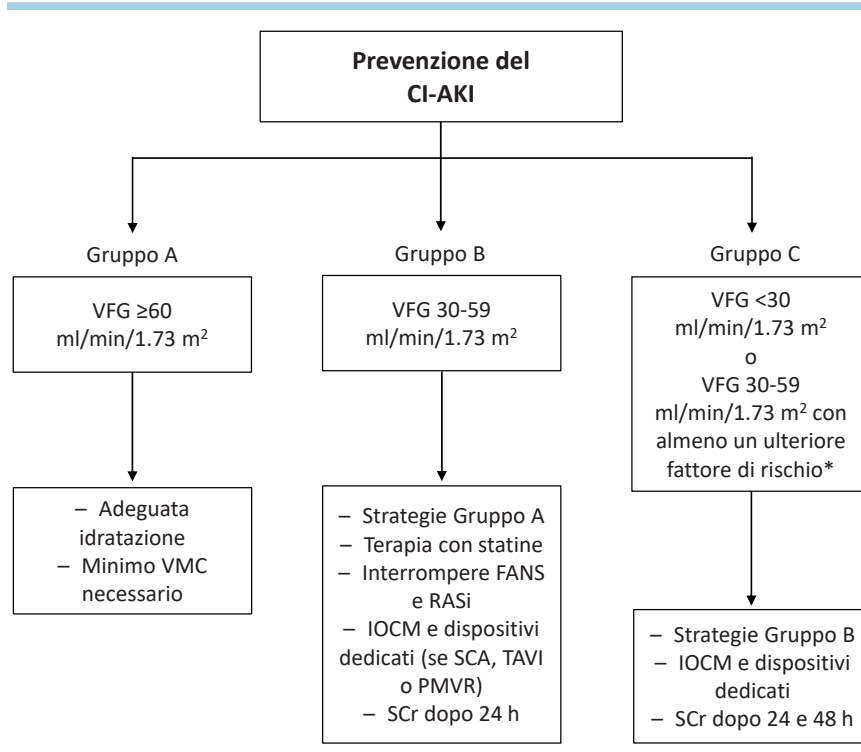 Prevenzione del
CI-AKI
Gruppo A
VFG ≥60
ml/min/1.73 m²
– Adeguata
idratazione
– Minimo VMC
necessario
Gruppo B
VFG 30-59
ml/min/1.73 m²
– Strategie Gruppo A
– Terapia con statine
– Interrompere FANS
e RASi
– IOCM e dispositivi
dedicati (se SCA, TAVI
o PMVR)
– SCr dopo 24 h
Gruppo C
VFG <30
ml/min/1.73 m²
o
VFG 30-59
ml/min/1.73 m² con
almeno un ulteriore
fattore di rischio*
– Strategie Gruppo B
– IOCM e dispositivi
dedicati
– SCr dopo 24 e 48 h